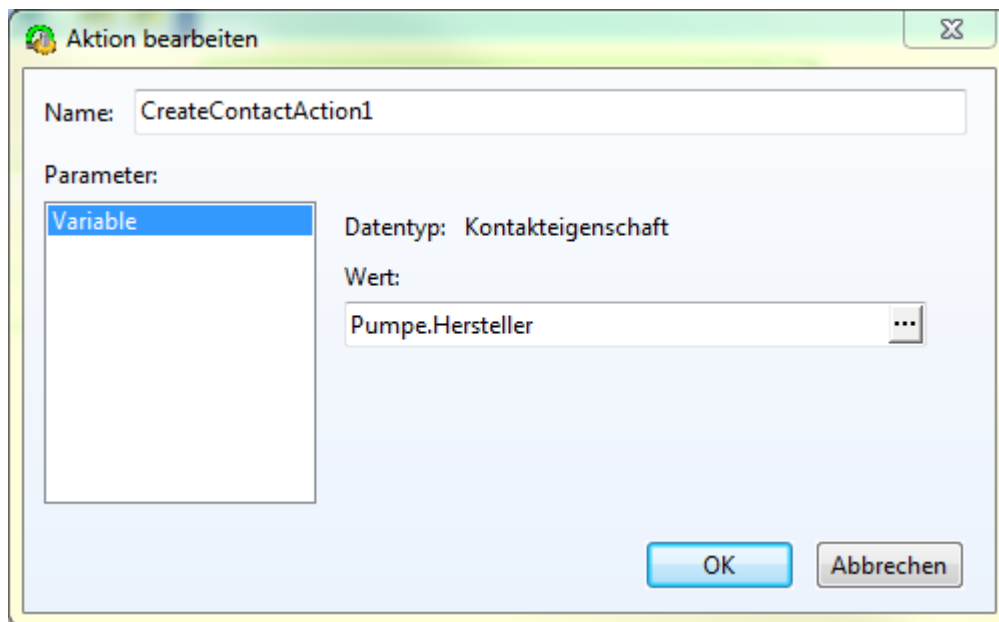 Aktion bearbeiten
Name: CreateContactAction1
Parameter:
Variable
Datentyp: Kontakteigenschaft
Wert:
Pumpe.Hersteller ...
OK Abbrechen